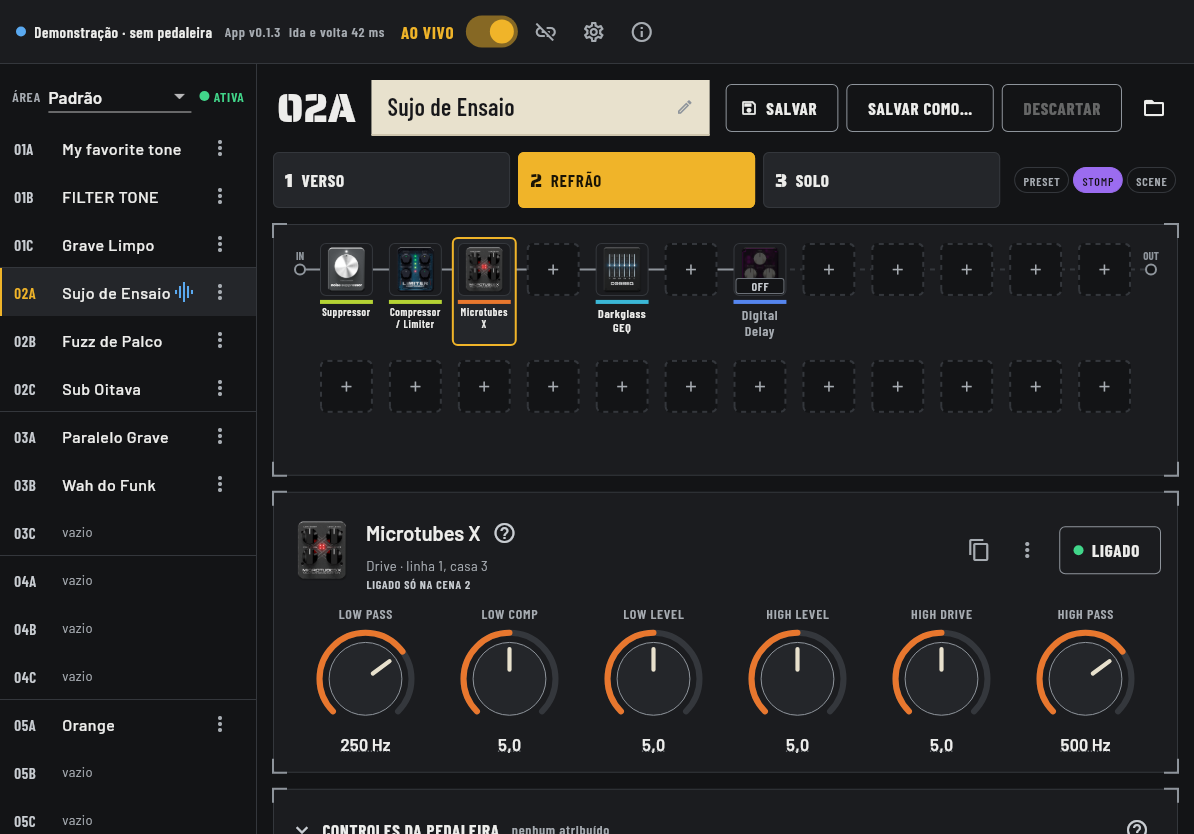 Demonstração · sem pedaleira App v0.1.3 Ida e volta 42 ms AO VIVO
ÁREA Padrão ATIVA
01A My favorite tone
01B FILTER TONE
01C Grave Limpo
02A Sujo de Ensaio
02B Fuzz de Palco
02C Sub Oitava
03A Paralelo Grave
03B Wah do Funk
03C vazio
04A vazio
04B vazio
04C vazio
05A Orange
05B vazio
05C vazio
02A Sujo de Ensaio SALVAR SALVAR COMO... DESCARTAR
1 VERSO 2 REFRÃO 3 SOLO PRESET STOMP SCENE
IN OUT
OFF
Suppressor
Compressor / Limiter
Microtubes X
Darkglass GEQ
Digital Delay
Microtubes X
Drive · linha 1, casa 3
LIGADO SÓ NA CENA 2
LIGADO
LOW PASS LOW COMP LOW LEVEL HIGH LEVEL HIGH DRIVE HIGH PASS
250 Hz 5,0 5,0 5,0 5,0 500 Hz
CONTROLES DA PEDALEIRA nenhum atribuído